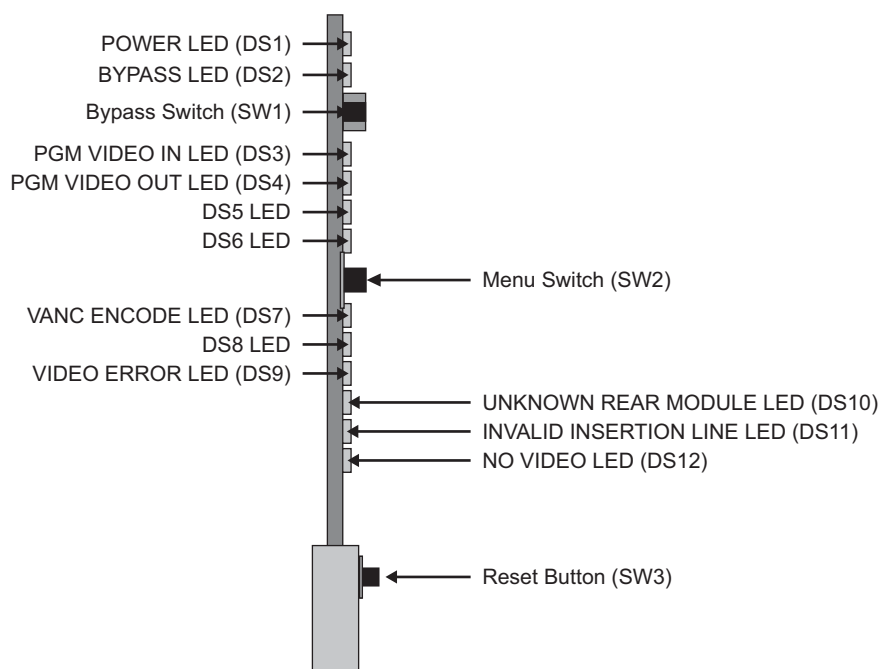 POWER LED (DS1)
BYPASS LED (DS2)
Bypass Switch (SW1)
PGM VIDEO IN LED (DS3)
PGM VIDEO OUT LED (DS4)
DS5 LED
DS6 LED
Menu Switch (SW2)
VANC ENCODE LED (DS7)
DS8 LED
VIDEO ERROR LED (DS9)
UNKNOWN REAR MODULE LED (DS10)
INVALID INSERTION LINE LED (DS11)
NO VIDEO LED (DS12)
Reset Button (SW3)